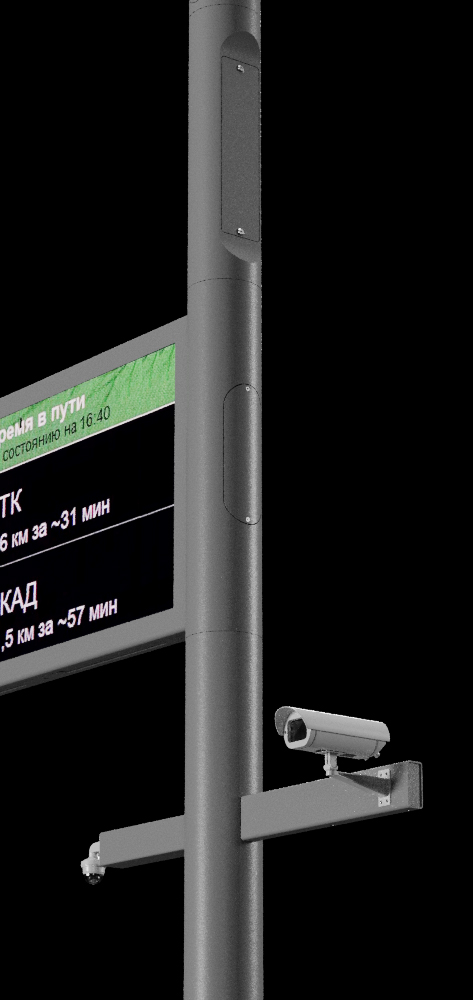 ремя в пути
состоянию на 16:40
ТК
6 км за ~31 мин
КАД
,5 км за ~57 мин